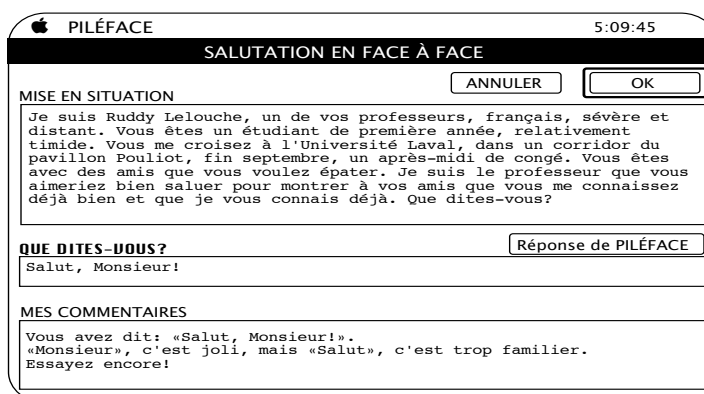 PILÉFACE 5:09:45
SALUTATION EN FACE À FACE
ANNULER OK
MISE EN SITUATION
Je suis Ruddy Lelouche, un de vos professeurs, français, sévère et
distant. Vous êtes un étudiant de première année, relativement
timide. Vous me croisez à l'Université Laval, dans un corridor du
pavillon Pouliot, fin septembre, un après-midi de congé. Vous êtes
avec des amis que vous voulez épater. Je suis le professeur que vous
aimeriez bien saluer pour montrer à vos amis que vous me connaissez
déjà bien et que je vous connais déjà. Que dites-vous?
QUE DITES-VOUS? Réponse de PILÉFACE
Salut, Monsieur!
MES COMMENTAIRES
Vous avez dit: «Salut, Monsieur!».
«Monsieur», c'est joli, mais «Salut», c'est trop familier.
Essayez encore!